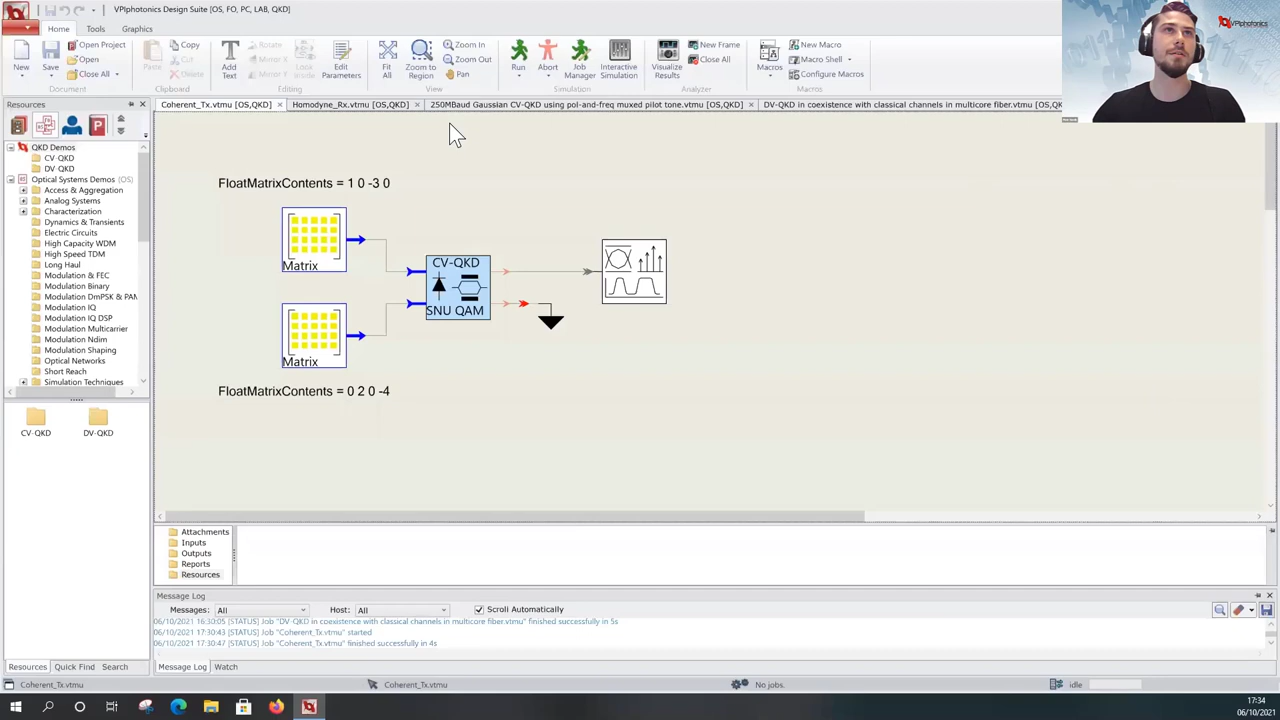 VPIphotonics Design Suite [OS, FO, PC, LAB, QKD]
VPIphotonics
Home Tools Graphics
New Save Open Project Open Close All
Document
Paste Copy Cut Delete
Clipboard
Add Text Rotate Mirror X Mirror Y Lock Inside Edit Parameters
Editing
Fit All Zoom to Region Zoom In Zoom Out Pan
View
Run Abort Job Manager Interactive Simulation
Simulation
Visualize Results New Frame Close All
Analyzer
Macros New Macro Macro Shell Configure Macros
Macros
Resources
Coherent_Tx.vtmu [OS,QKD] Homodyne_Rx.vtmu [OS,QKD] 250MBaud Gaussian CV-QKD using pol-and-freq muxed pilot tone.vtmu [OS,QKD] DV-QKD in coexistence with classical channels in multicore fiber.vtmu [OS,QK
QKD Demos
CV-QKD
DV-QKD
Optical Systems Demos (OS)
Access & Aggregation
Analog Systems
Characterization
Dynamics & Transients
Electric Circuits
High Capacity WDM
High Speed TDM
Long Haul
Modulation & FEC
Modulation Binary
Modulation DmPSK & PAM
Modulation IQ
Modulation IQ DSP
Modulation Multicarrier
Modulation Ndim
Modulation Shaping
Optical Networks
Short Reach
Simulation Techniques
CV-QKD DV-QKD
FloatMatrixContents = 1 0 -3 0
Matrix
CV-QKD
SNU QAM
Matrix
FloatMatrixContents = 0 2 0 -4
Attachments
Inputs
Outputs
Reports
Resources
Message Log
Messages: All Host: All Scroll Automatically
06/10/2021 16:30:05 [STATUS] Job "DV-QKD in coexistence with classical channels in multicore fiber.vtmu" finished successfully in 5s
06/10/2021 17:30:43 [STATUS] Job "Coherent_Tx.vtmu" started
06/10/2021 17:30:47 [STATUS] Job "Coherent_Tx.vtmu" finished successfully in 4s
Resources Quick Find Search
Message Log Watch
Coherent_Tx.vtmu Coherent_Tx.vtmu No jobs. idle
17:34
06/10/2021